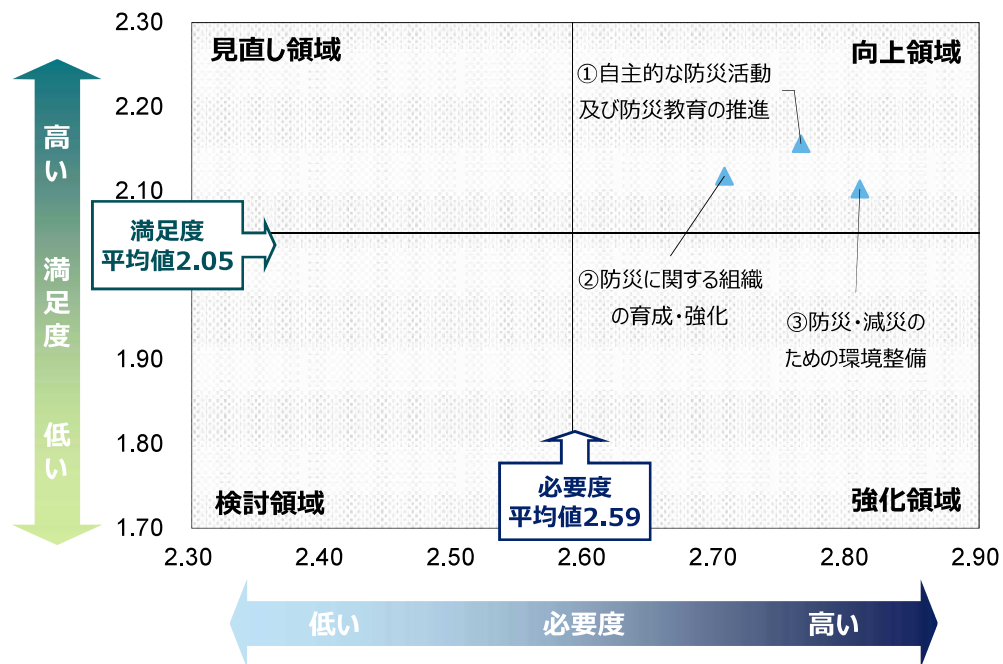 2.30
2.20
2.10
1.90
1.80
1.70
高い
満足度
低い
満足度
平均値2.05
見直し領域
向上領域
①自主的な防災活動
及び防災教育の推進
②防災に関する組織
の育成・強化
③防災・減災の
ための環境整備
検討領域
強化領域
必要度
平均値2.59
2.30
2.40
2.50
2.60
2.70
2.80
2.90
低い
必要度
高い